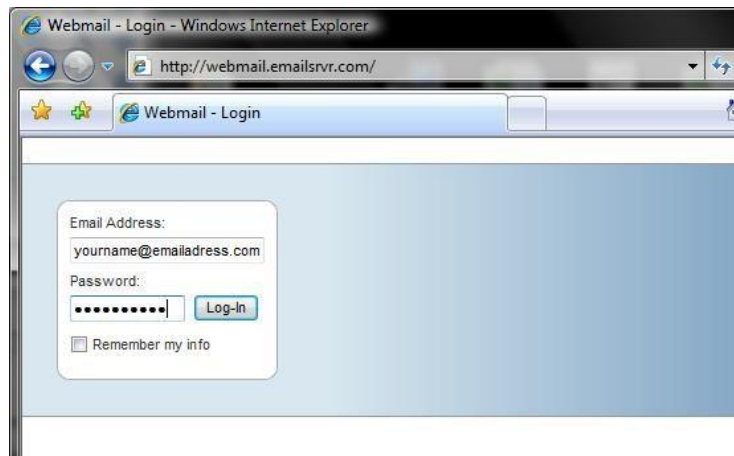 Webmail - Login - Windows Internet Explorer
http://webmail.emailsrvr.com/
Webmail - Login
Email Address:
yourname@emailadress.com
Password:
●●●●●●●●●●
Log-In
Remember my info